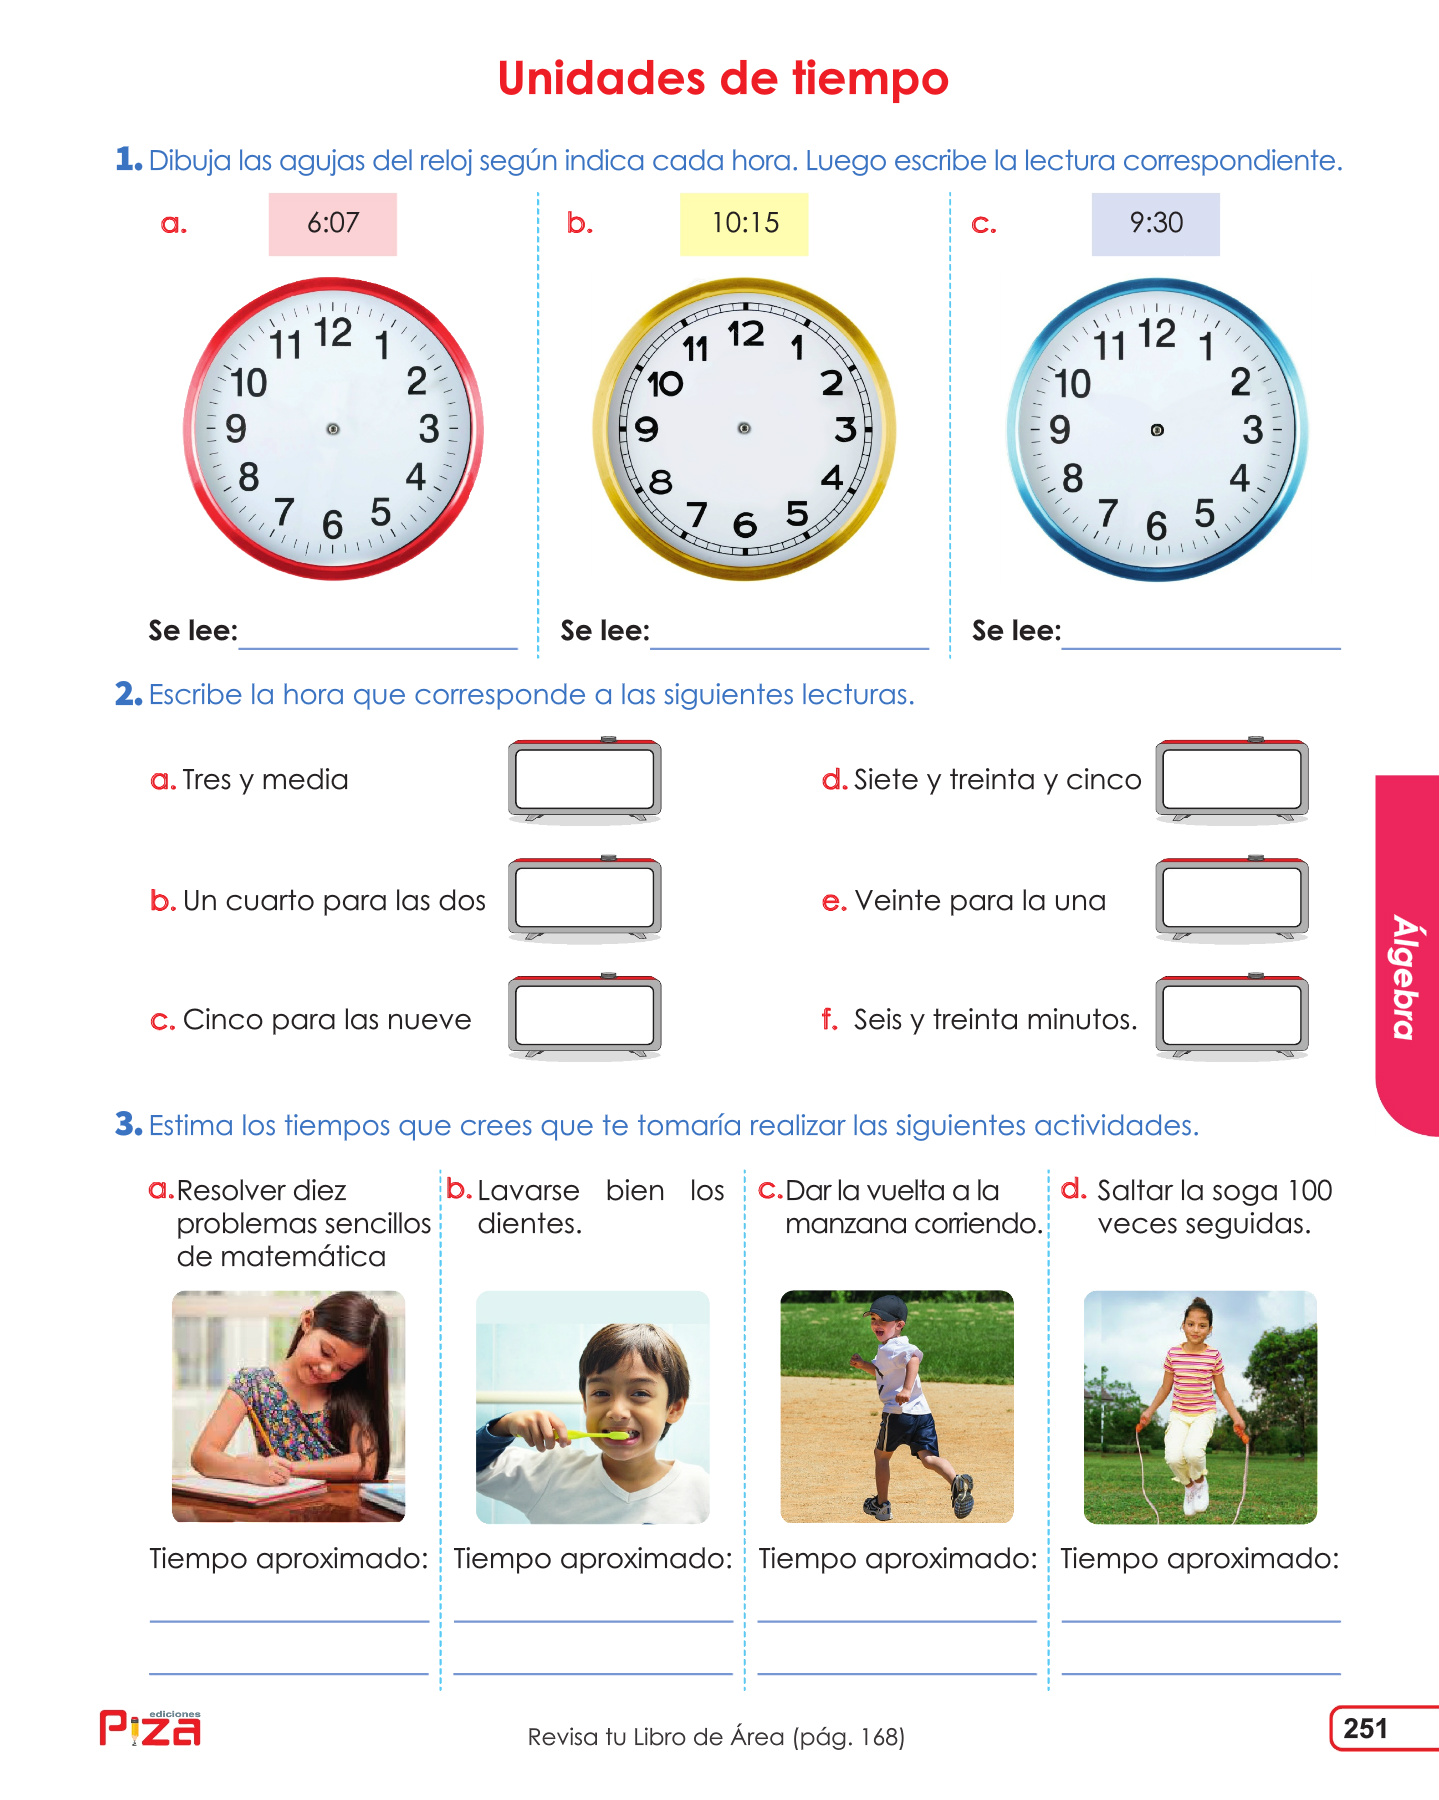 Unidades de tiempo
1. Dibuja las agujas del reloj según indica cada hora. Luego escribe la lectura correspondiente.
a. 6:07
b. 10:15
c. 9:30
12 1 2 3 4 5 6 7 8 9 10 11
12 1 2 3 4 5 6 7 8 9 10 11
12 1 2 3 4 5 6 7 8 9 10 11
Se lee:
Se lee:
Se lee:
2. Escribe la hora que corresponde a las siguientes lecturas.
a. Tres y media
d. Siete y treinta y cinco
b. Un cuarto para las dos
e. Veinte para la una
c. Cinco para las nueve
f. Seis y treinta minutos.
Álgebra
3. Estima los tiempos que crees que te tomaría realizar las siguientes actividades.
a. Resolver diez
problemas sencillos
de matemática
b. Lavarse bien los
dientes.
c. Dar la vuelta a la
manzana corriendo.
d. Saltar la soga 100
veces seguidas.
Tiempo aproximado:
Tiempo aproximado:
Tiempo aproximado:
Tiempo aproximado:
ediciones
Piza
Revisa tu Libro de Área (pág. 168)
251